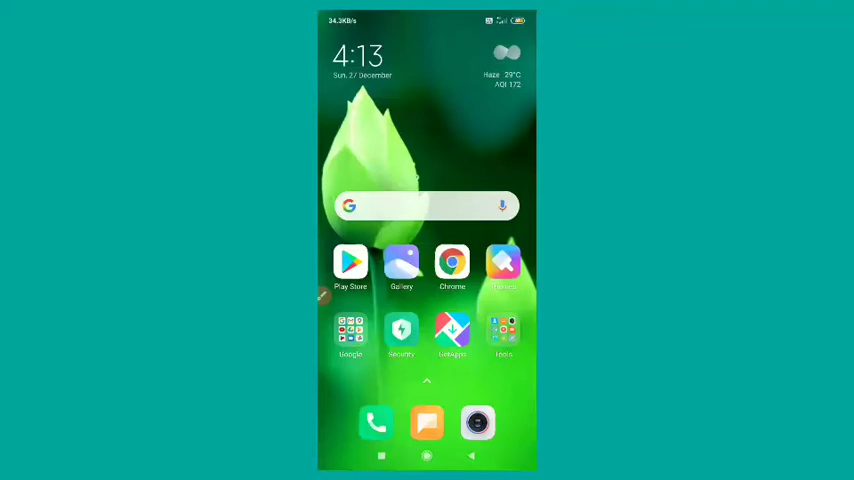 34.3KB/s
4:13
Sun, 27 December
Haze 29°C
AQI 172
Play Store
Gallery
Chrome
Themes
Google
Security
GetApps
Tools